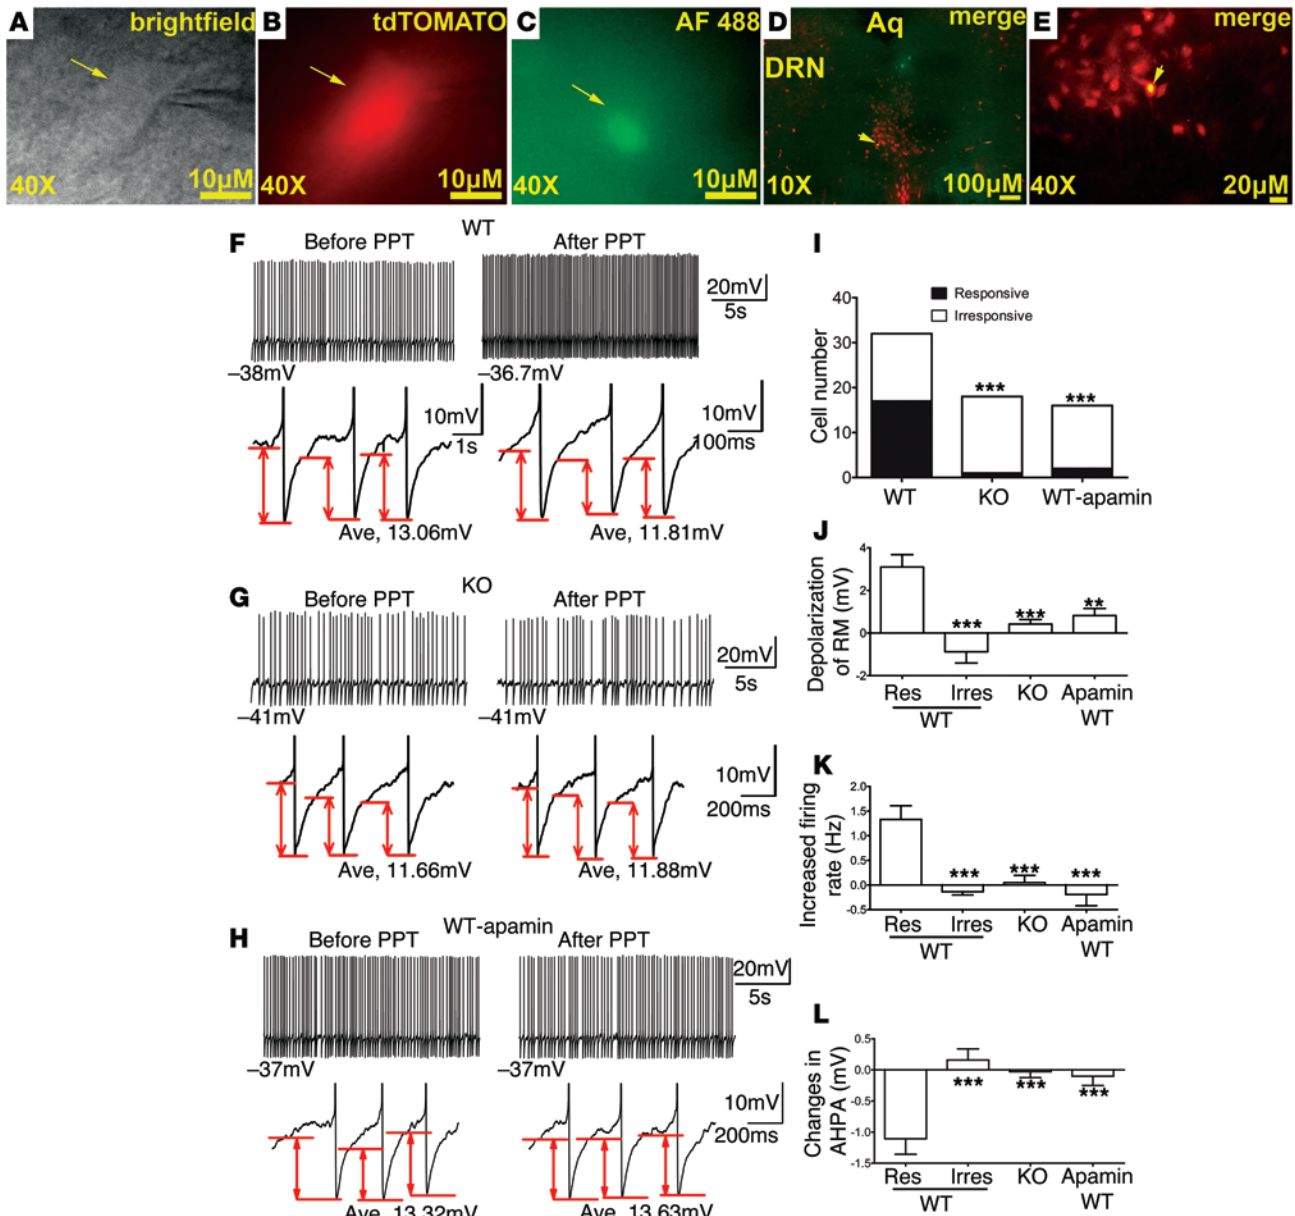 A brightfield 40X 10μM
B tdTOMATO 40X 10μM
C AF 488 40X 10μM
D Aq merge DRN 10X 100μM
E merge 40X 20μM
F WT
Before PPT After PPT
20mV
5s
–38mV –36.7mV
10mV 10mV
1s 100ms
Ave, 13.06mV Ave, 11.81mV
G KO
Before PPT After PPT
20mV
5s
–41mV –41mV
10mV
200ms
Ave, 11.66mV Ave, 11.88mV
H WT-apamin
Before PPT After PPT
20mV
5s
–37mV –37mV
10mV
200ms
Ave, 13.32mV Ave, 13.63mV
I
Responsive
Irresponsive
Cell number
40
30
20
10
0
*** ***
WT KO WT-apamin
J
Depolarization
of RM (mV)
4
2
0
-2
*** *** **
Res Irres KO Apamin
WT WT
K
Increased firing
rate (Hz)
2.0
1.5
1.0
0.5
0.0
-0.5
*** *** ***
Res Irres KO Apamin
WT WT
L
Changes in
AHPA (mV)
0.5
0.0
-0.5
-1.0
-1.5
*** *** ***
Res Irres KO Apamin
WT WT